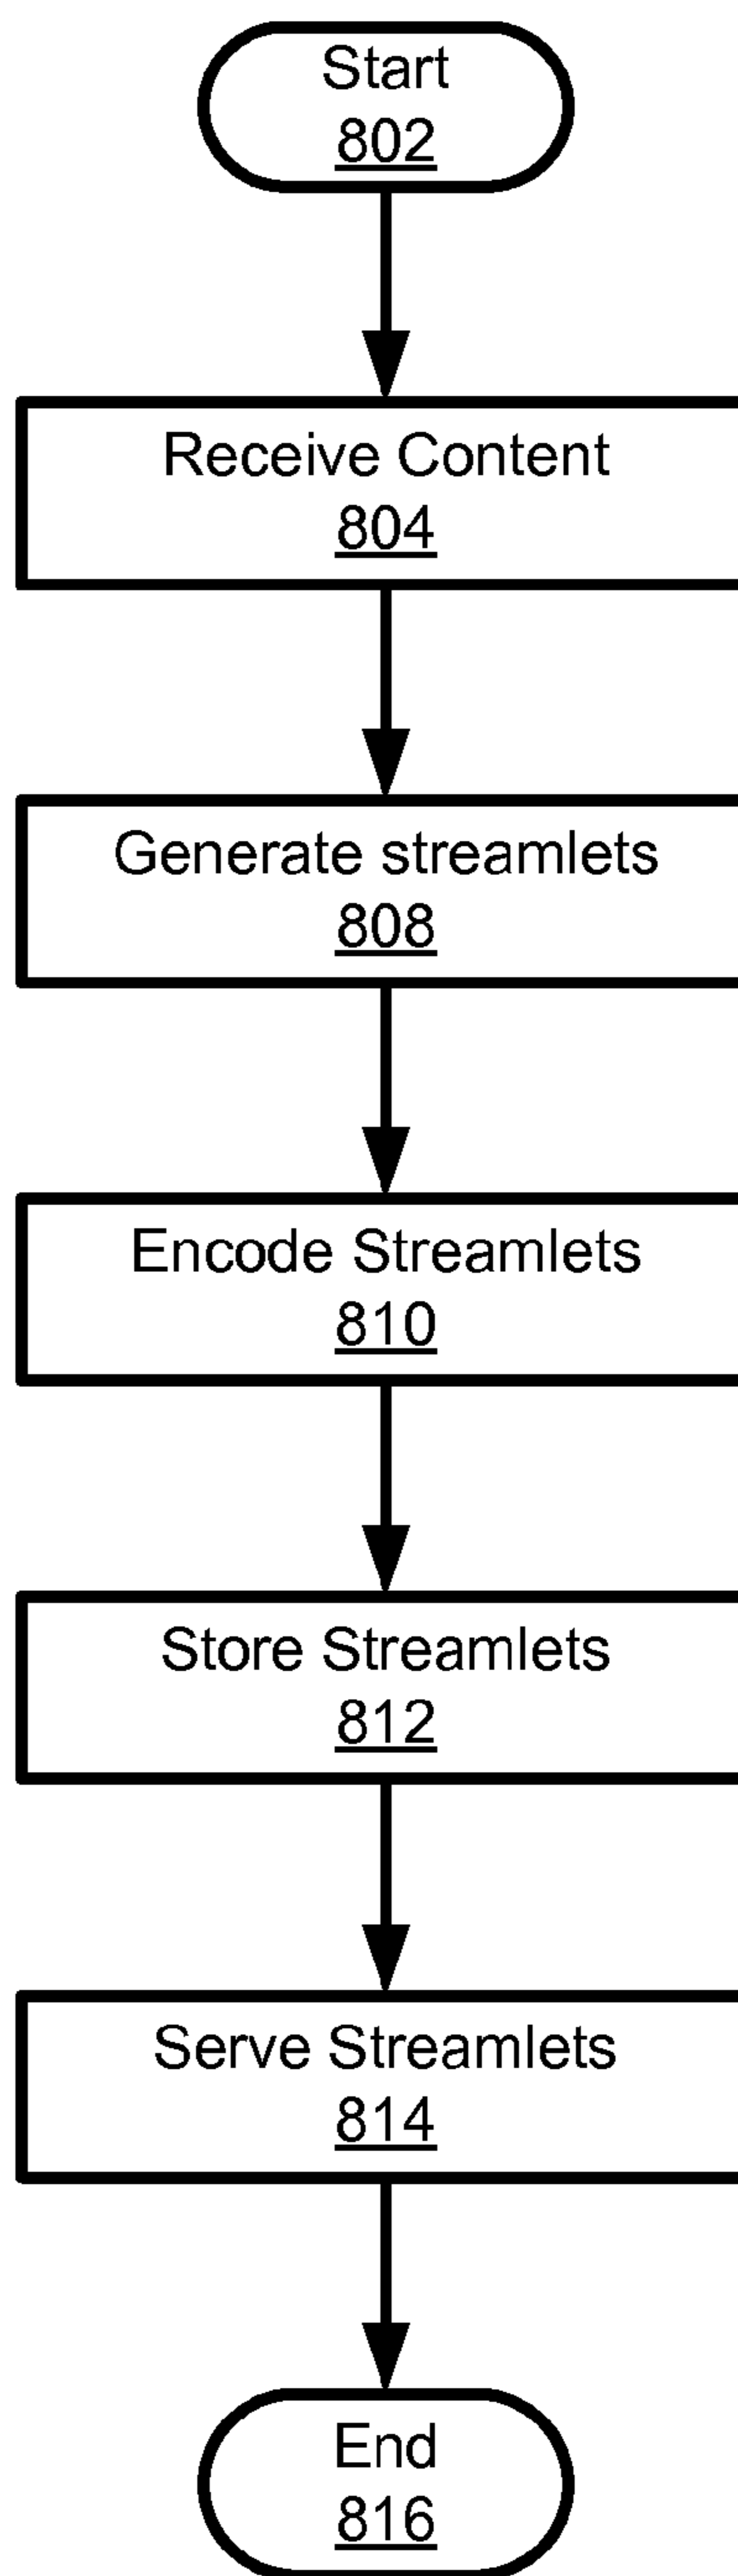 Start
802
Receive Content
804
Generate streamlets
808
Encode Streamlets
810
Store Streamlets
812
Serve Streamlets
814
End
816